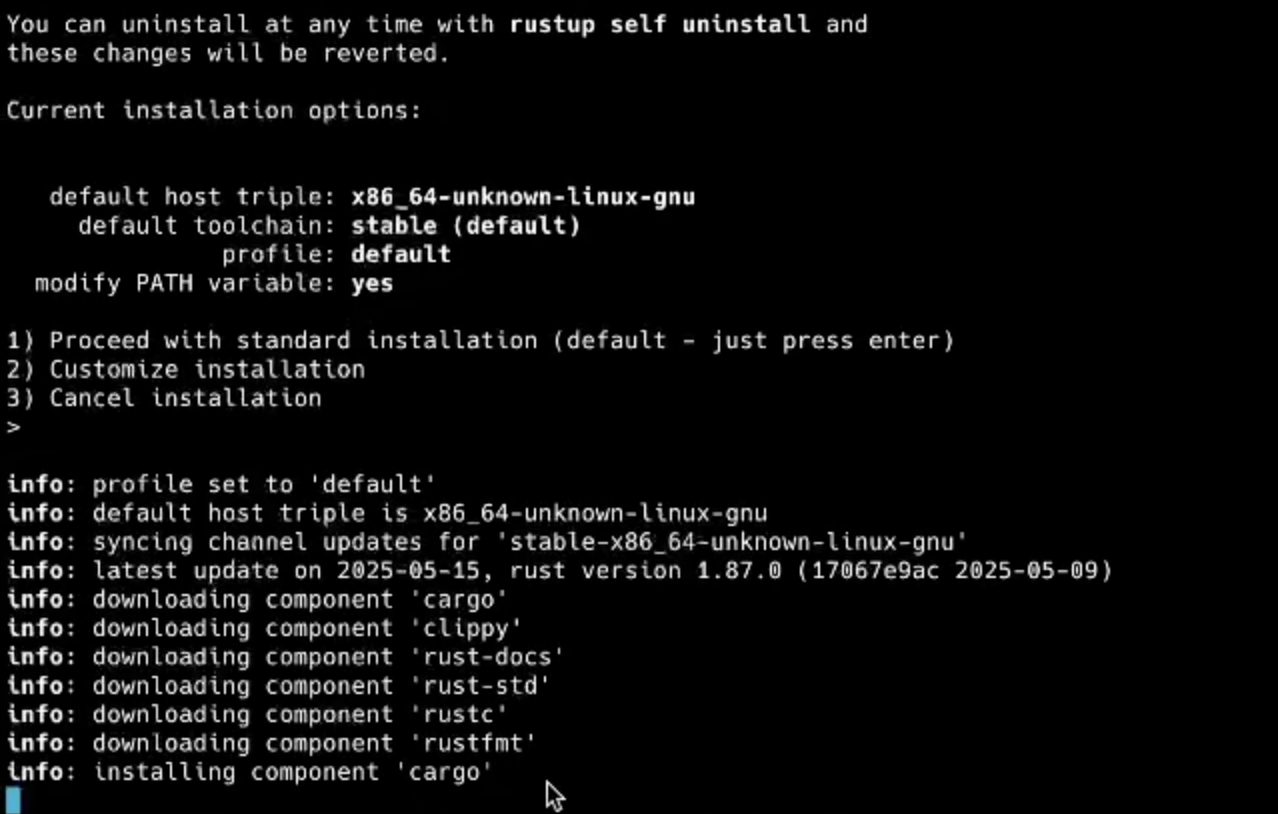 You can uninstall at any time with rustup self uninstall and
these changes will be reverted.
Current installation options:
default host triple: x86_64-unknown-linux-gnu
default toolchain: stable (default)
profile: default
modify PATH variable: yes
1) Proceed with standard installation (default - just press enter)
2) Customize installation
3) Cancel installation
>
info: profile set to 'default'
info: default host triple is x86_64-unknown-linux-gnu
info: syncing channel updates for 'stable-x86_64-unknown-linux-gnu'
info: latest update on 2025-05-15, rust version 1.87.0 (17067e9ac 2025-05-09)
info: downloading component 'cargo'
info: downloading component 'clippy'
info: downloading component 'rust-docs'
info: downloading component 'rust-std'
info: downloading component 'rustc'
info: downloading component 'rustfmt'
info: installing component 'cargo'